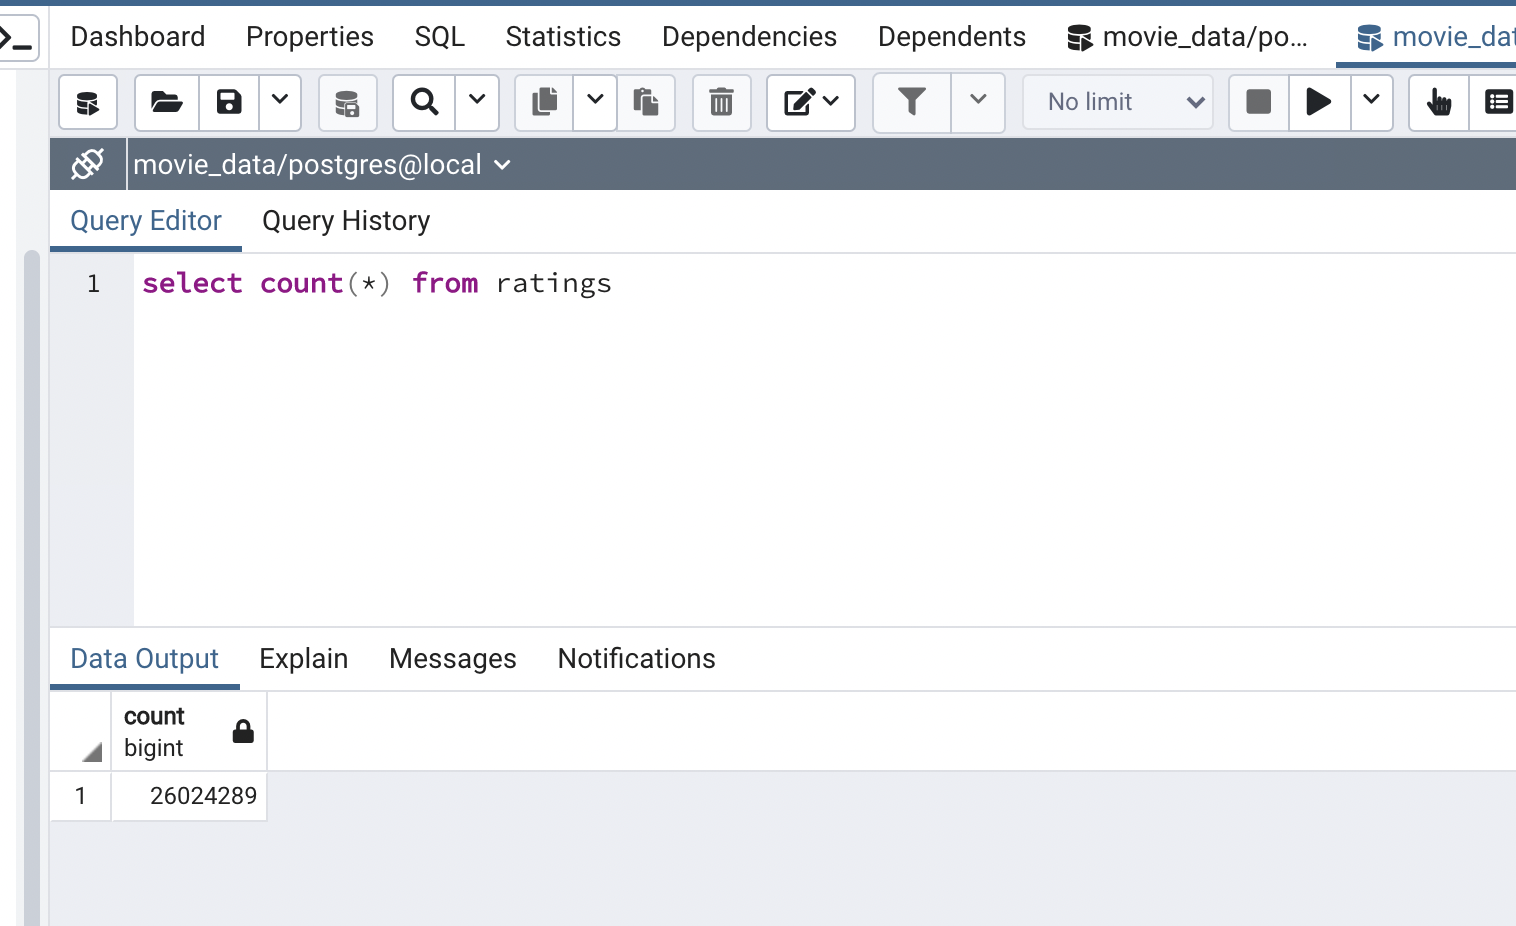 Dashboard Properties SQL Statistics Dependencies Dependents movie_data/po... movie_dat
No limit
movie_data/postgres@local
Query Editor Query History
1 select count(*) from ratings
Data Output Explain Messages Notifications
count
bigint
1 26024289